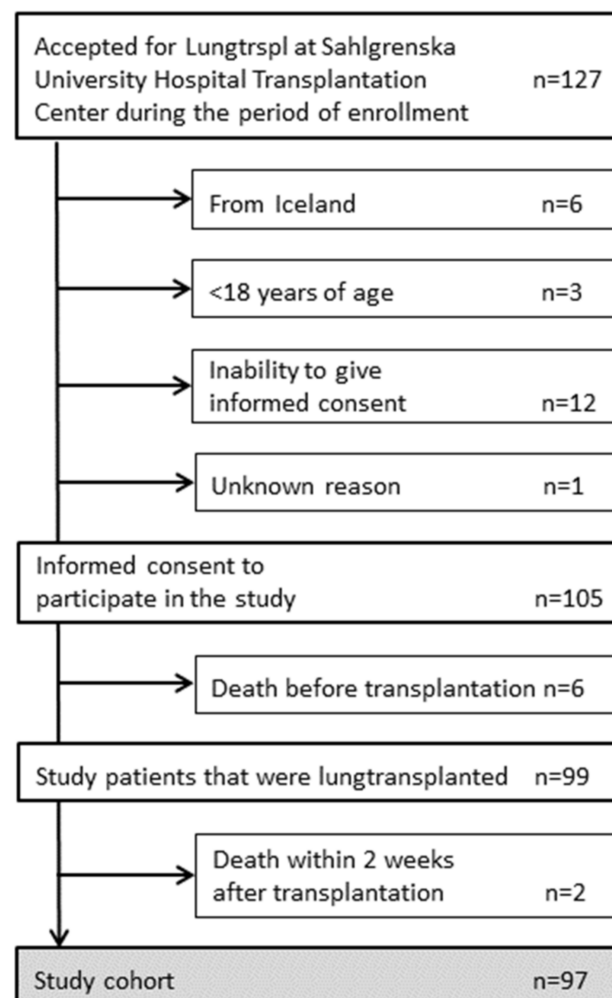 Accepted for Lungtrspl at Sahlgrenska
University Hospital Transplantation n=127
Center during the period of enrollment
From Iceland n=6
<18 years of age n=3
Inability to give
informed consent n=12
Unknown reason n=1
Informed consent to
participate in the study n=105
Death before transplantation n=6
Study patients that were lungtransplanted n=99
Death within 2 weeks
after transplantation n=2
Study cohort n=97